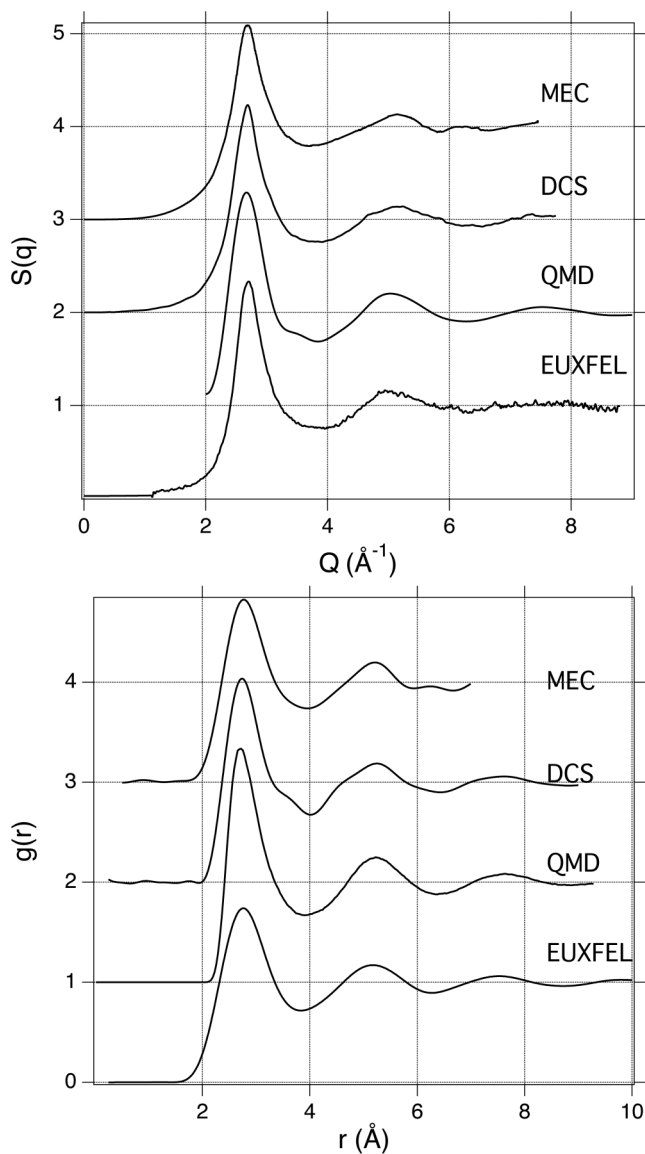 5
4
3
2
1
S(q)
MEC
DCS
QMD
EUXFEL
0 2 4 6 8
Q (Å⁻¹)
4
3
2
1
0
g(r)
MEC
DCS
QMD
EUXFEL
2 4 6 8 10
r (Å)